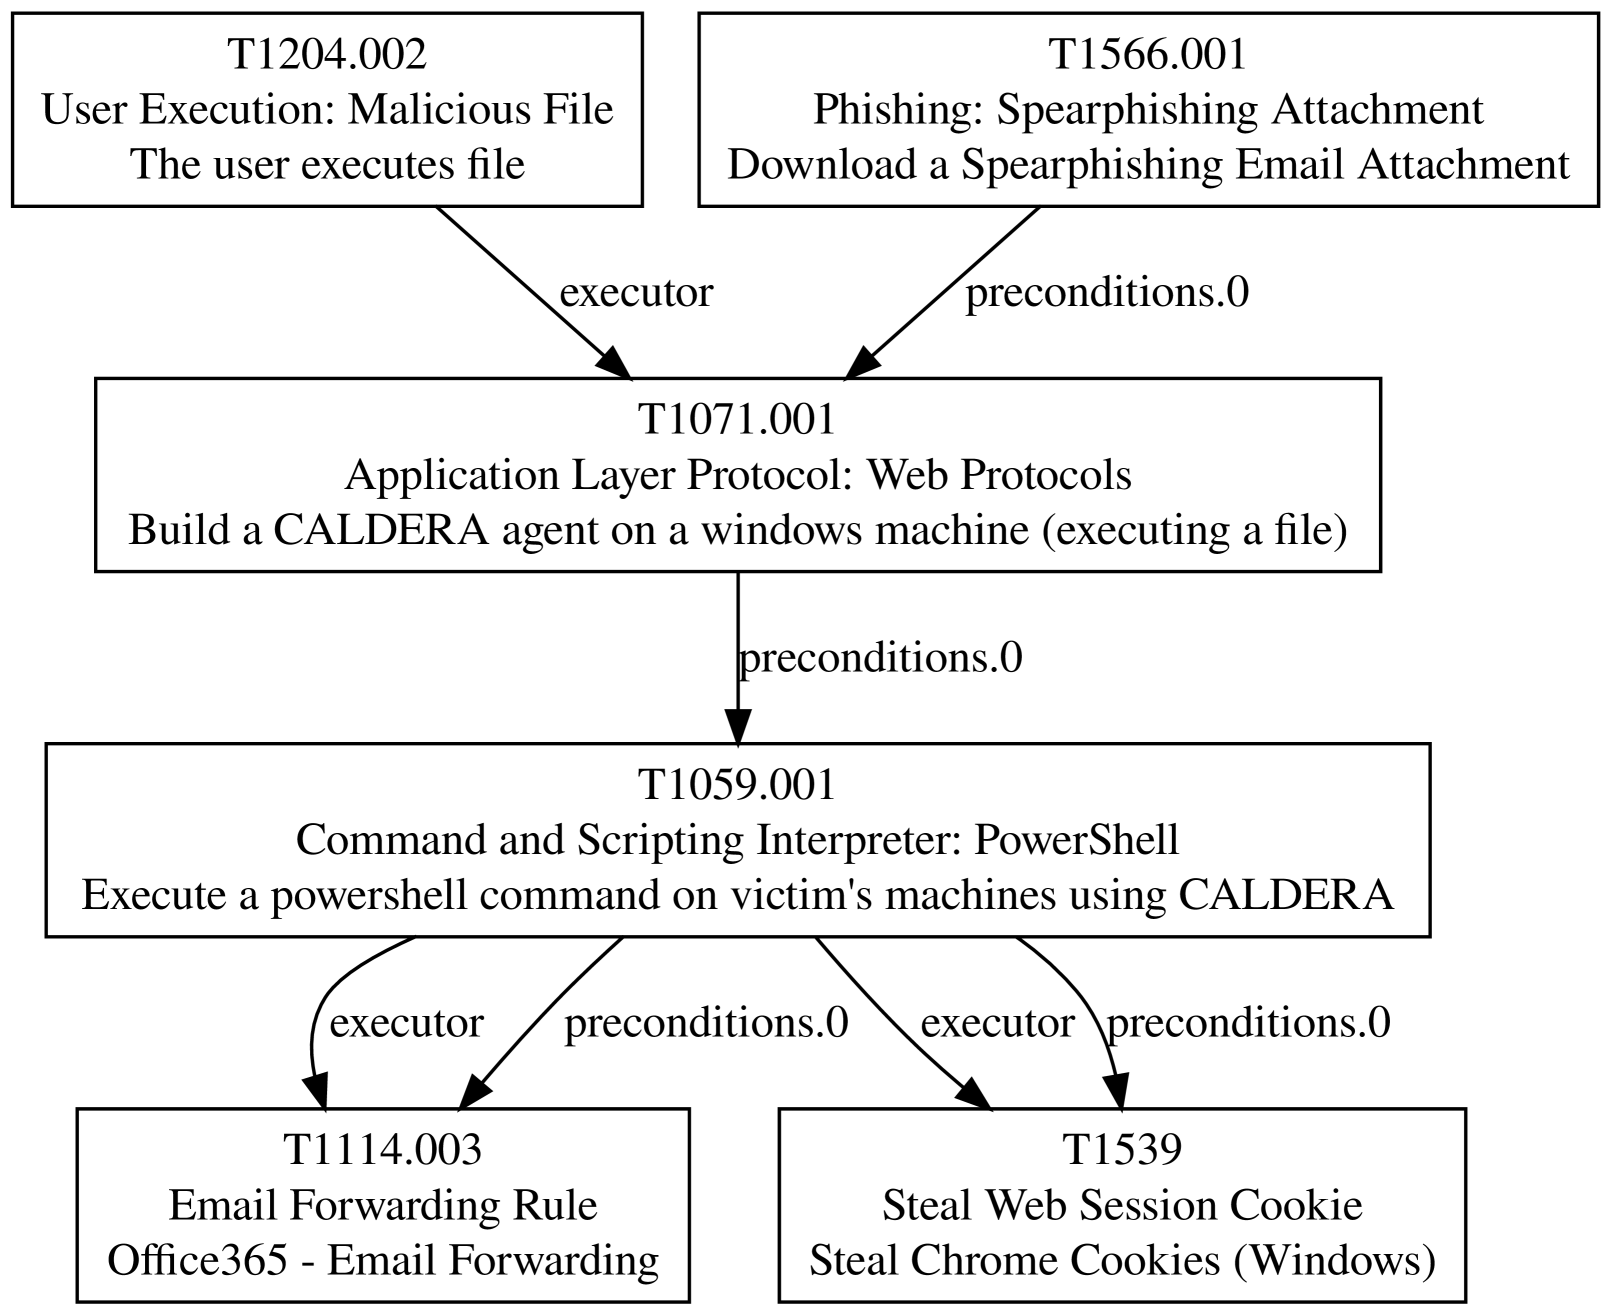 T1204.002
User Execution: Malicious File
The user executes file
T1566.001
Phishing: Spearphishing Attachment
Download a Spearphishing Email Attachment
executor
preconditions.0
T1071.001
Application Layer Protocol: Web Protocols
Build a CALDERA agent on a windows machine (executing a file)
preconditions.0
T1059.001
Command and Scripting Interpreter: PowerShell
Execute a powershell command on victim's machines using CALDERA
executor
preconditions.0
executor
preconditions.0
T1114.003
Email Forwarding Rule
Office365 - Email Forwarding
T1539
Steal Web Session Cookie
Steal Chrome Cookies (Windows)